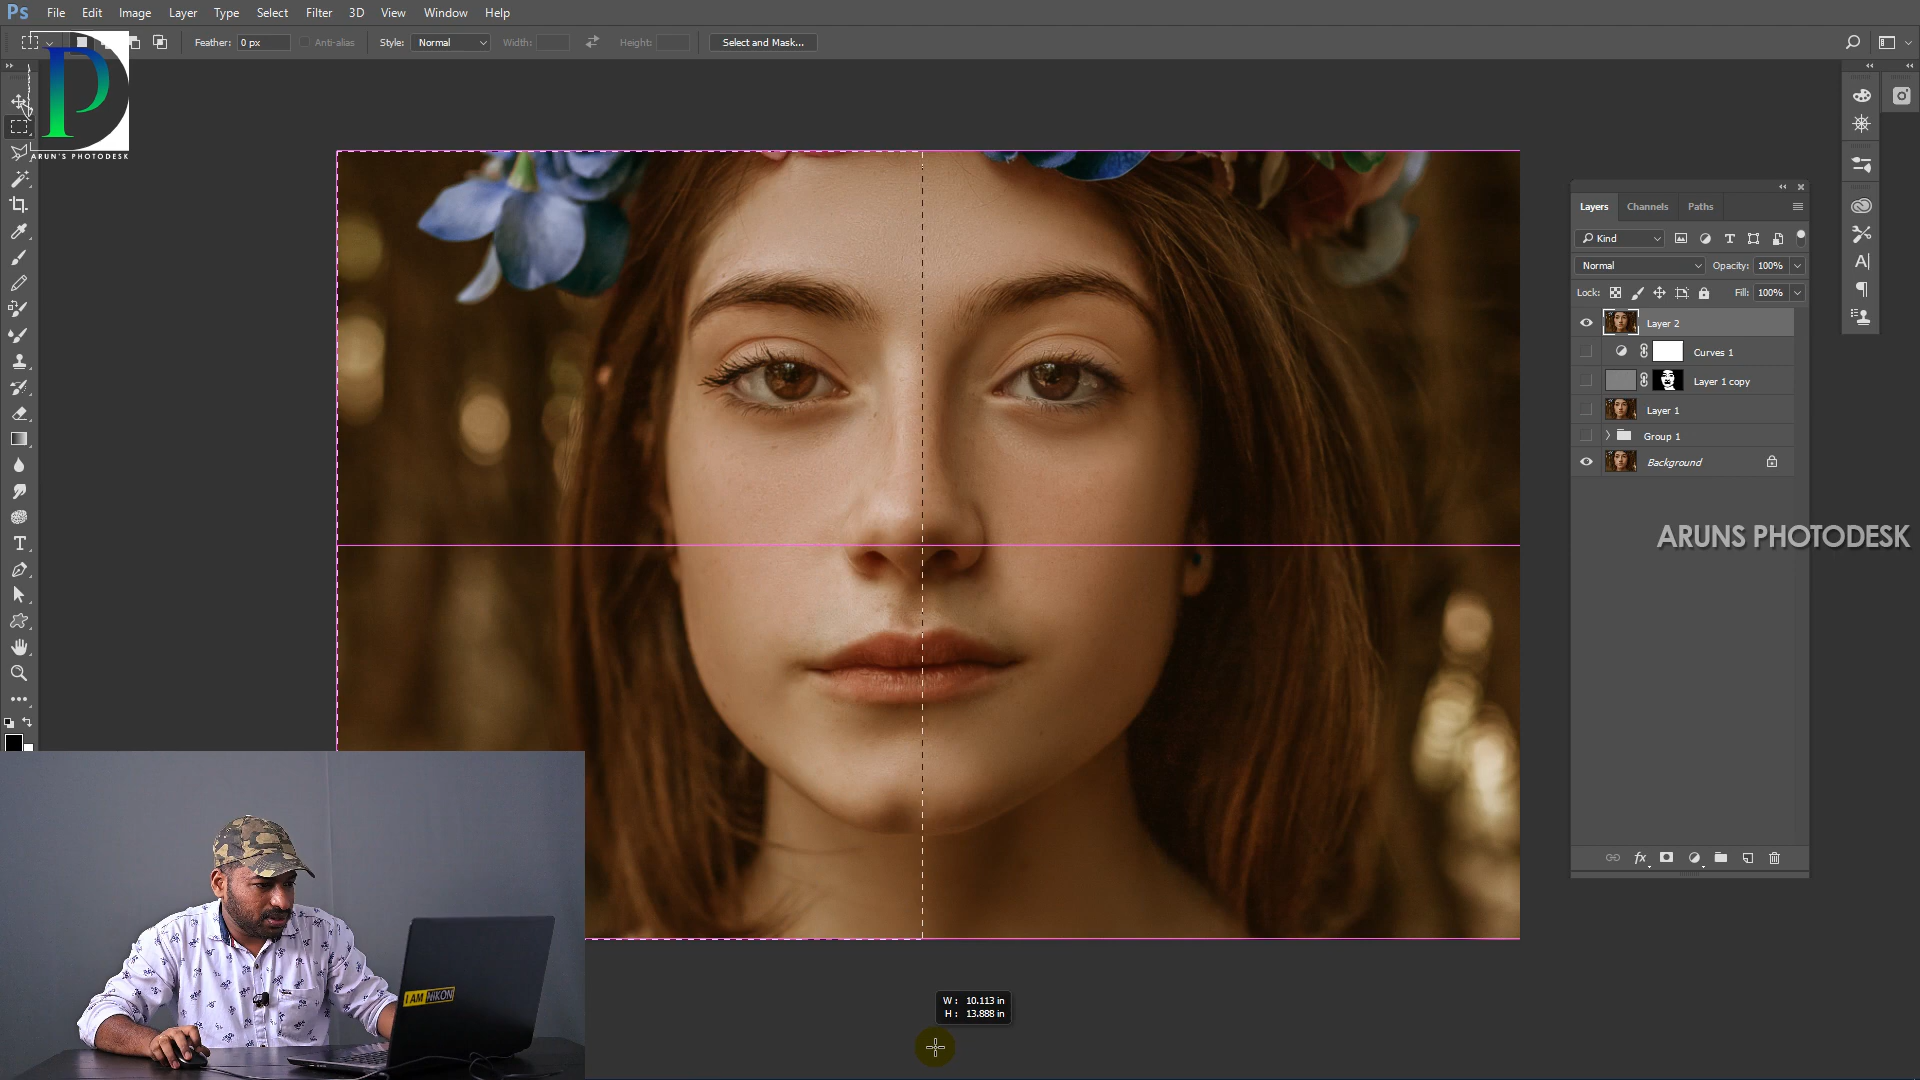 Ps File Edit Image Layer Type Select Filter 3D View Window Help
Feather: 0 px Anti-alias Style: Normal Width: Height: Select and Mask...
ARUN'S PHOTODESK
Layers Channels Paths
Kind
Normal Opacity: 100%
Lock: Fill: 100%
Layer 2
Curves 1
Layer 1 copy
Layer 1
Group 1
Background
ARUNS PHOTODESK
I AM NIKON
W : 10.113 in
H : 13.888 in